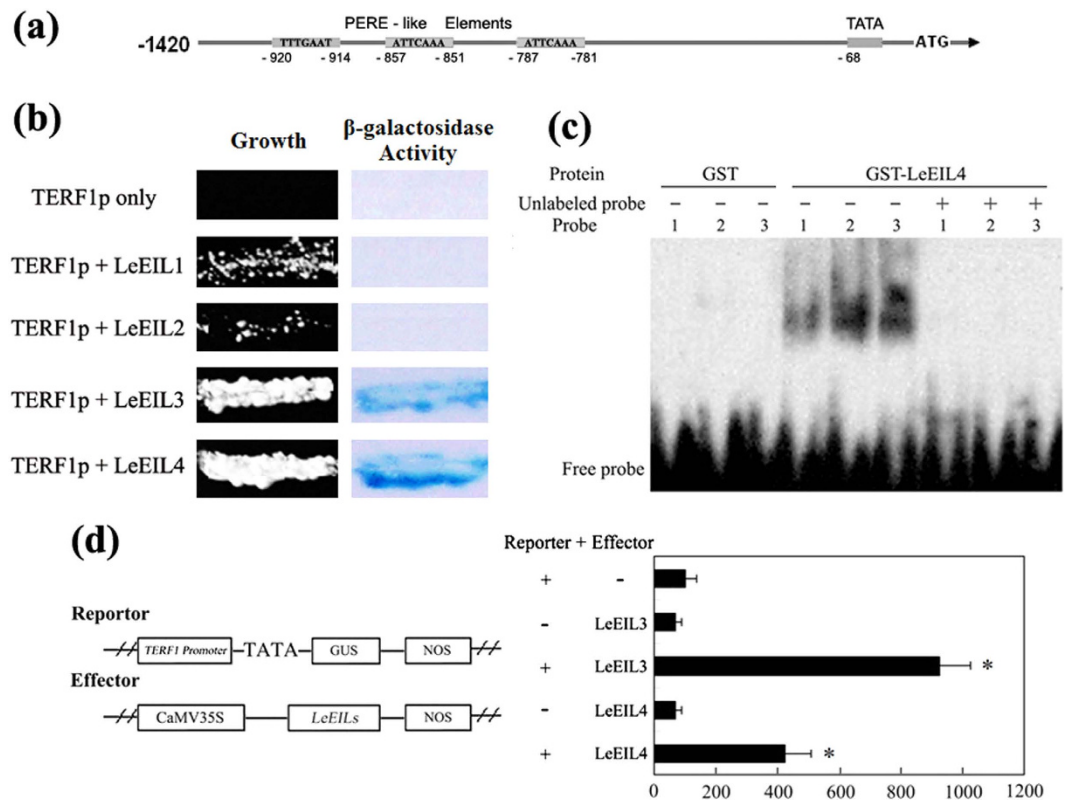 (a)
PERE - like Elements TATA
-1420 TTTGAAT ATTCAAA ATTCAAA ATG
- 920 - 914 - 857 - 851 - 787 - 781 - 68
(b)
Growth β-galactosidase Activity
TERF1p only
TERF1p + LeEIL1
TERF1p + LeEIL2
TERF1p + LeEIL3
TERF1p + LeEIL4
(c)
Protein GST GST-LeEIL4
Unlabeled probe - - - - - - + + +
Probe 1 2 3 1 2 3 1 2 3
Free probe
(d)
Reportor
TERF1 Promoter TATA GUS NOS
Effector
CaMV35S LeEILs NOS
Reporter + Effector
+ -
- LeEIL3
+ LeEIL3 *
- LeEIL4
+ LeEIL4 *
0 200 400 600 800 1000 1200